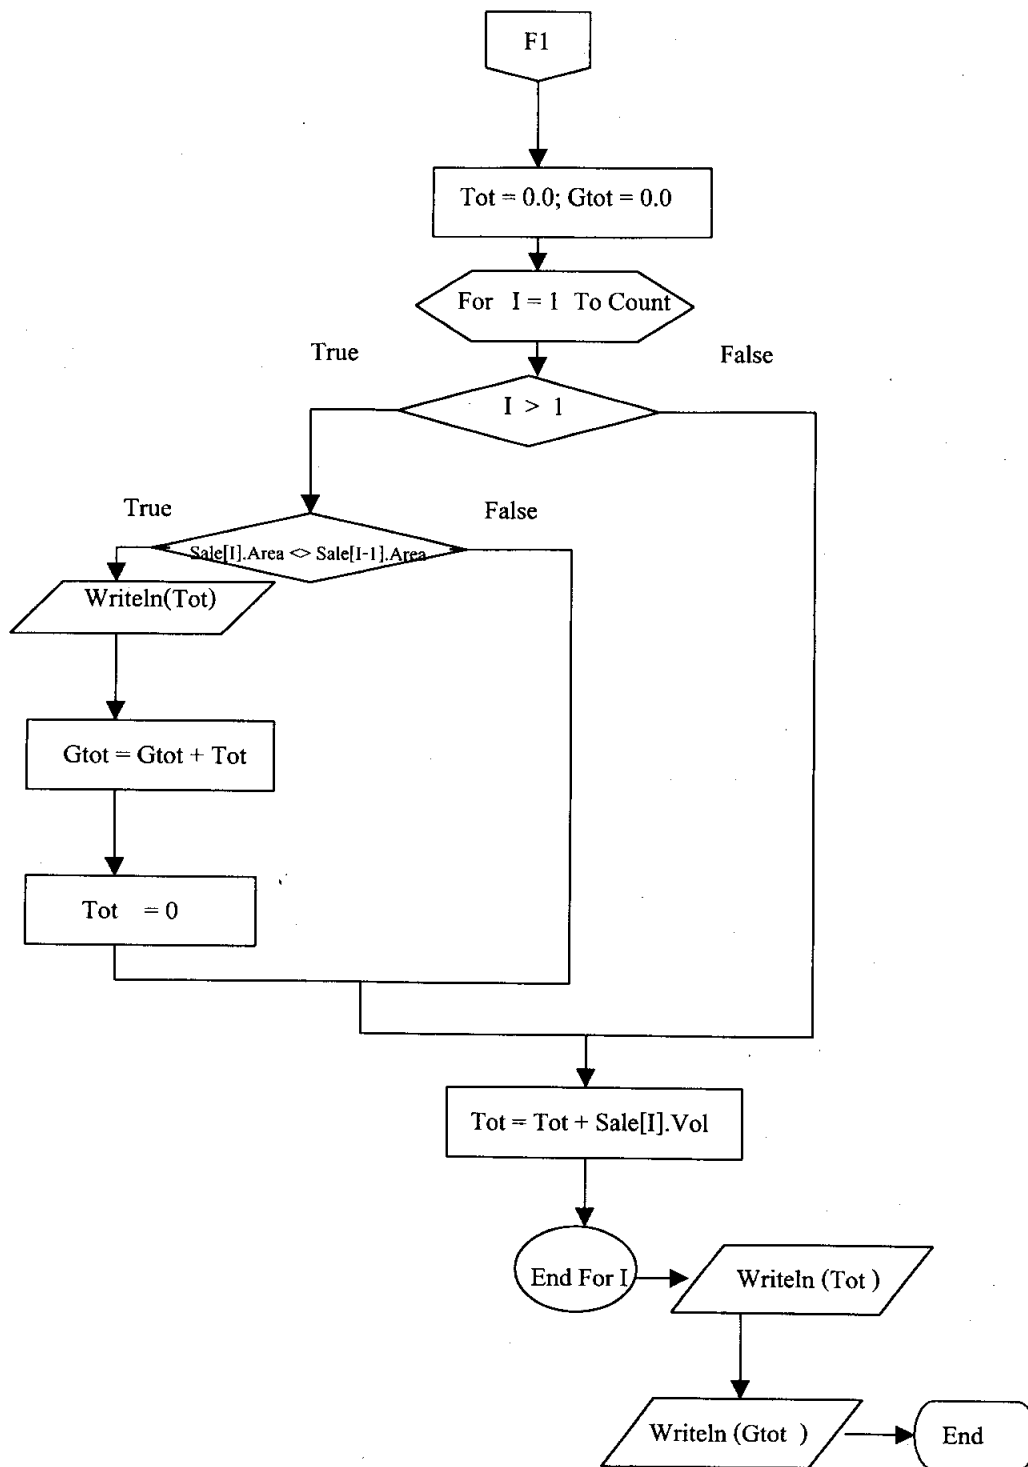 F1
Tot = 0.0; Gtot = 0.0
For I = 1 To Count
True
False
I > 1
True
False
Sale[I].Area <> Sale[I-1].Area
Writeln(Tot)
Gtot = Gtot + Tot
Tot = 0
Tot = Tot + Sale[I].Vol
End For I
Writeln (Tot )
Writeln (Gtot )
End